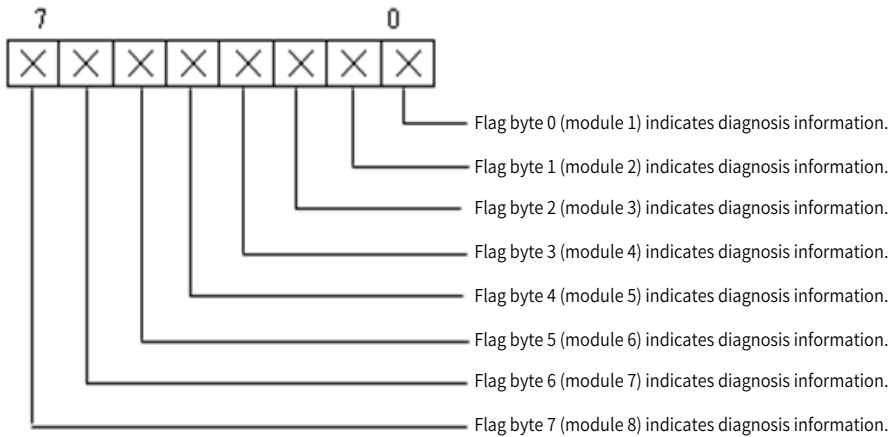 7 0
Flag byte 0 (module 1) indicates diagnosis information.
Flag byte 1 (module 2) indicates diagnosis information.
Flag byte 2 (module 3) indicates diagnosis information.
Flag byte 3 (module 4) indicates diagnosis information.
Flag byte 4 (module 5) indicates diagnosis information.
Flag byte 5 (module 6) indicates diagnosis information.
Flag byte 6 (module 7) indicates diagnosis information.
Flag byte 7 (module 8) indicates diagnosis information.